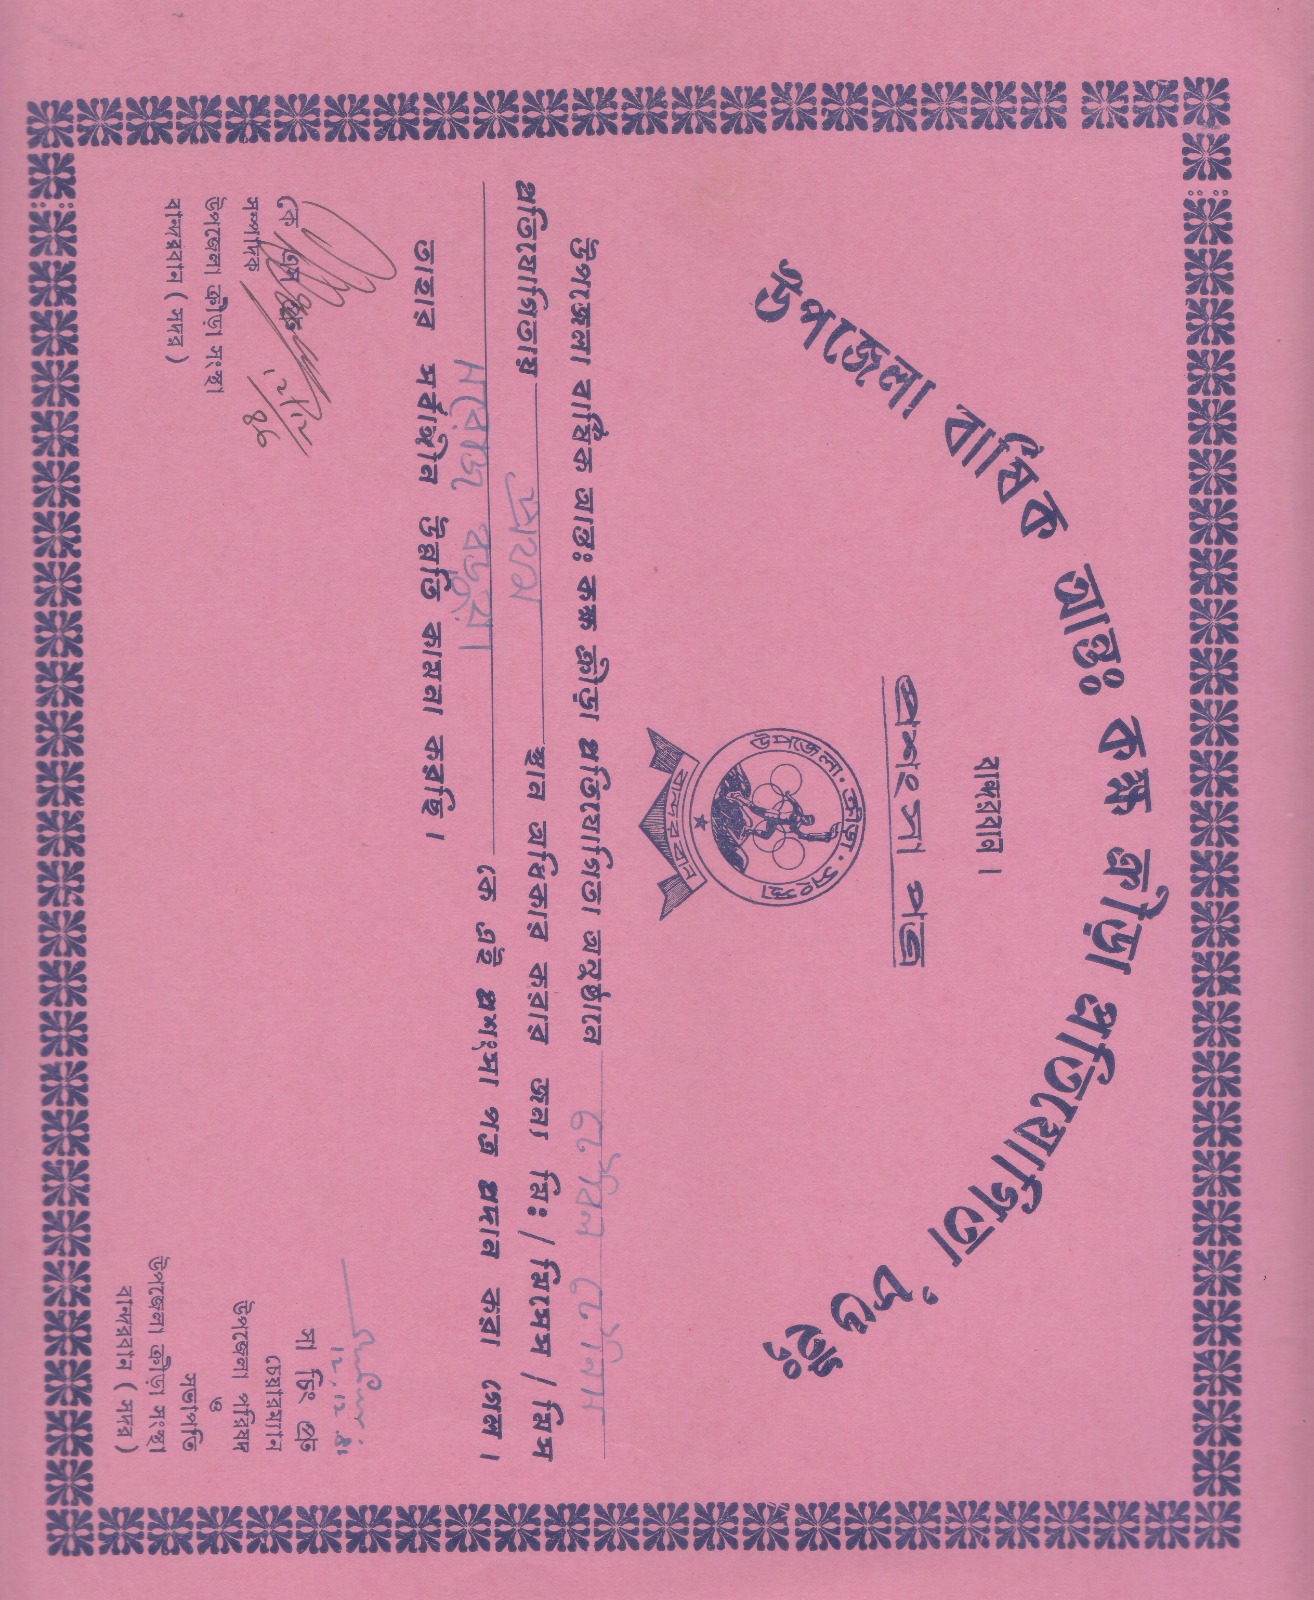 উপজেলা বার্ষিক আন্তঃ কক্ষ ক্রীড়া প্রতিযোগিতা '৮৬ ইং
বান্দরবান।
প্রশংসা পত্র
উপজেলা · ক্রীড়া · সংস্থা
বান্দরবান
উপজেলা বার্ষিক আন্তঃ কক্ষ ক্রীড়া প্রতিযোগিতা অনুষ্ঠানে টেবিল টেনিস
প্রতিযোগিতায় প্রথম স্থান অধিকার করার জন্য মিঃ / মিসেস / মিস
সরোজ বড়ুয়া কে এই প্রশংসা পত্র প্রদান করা গেল।
তাহার সর্বাঙ্গীন উন্নতি কামনা করছি।
12/12/86
কে এস প্রু
সম্পাদক
উপজেলা ক্রীড়া সংস্থা
বান্দরবান ( সদর )
12.12.86
সা চিং প্রু
চেয়ারম্যান
উপজেলা পরিষদ
ও
সভাপতি
উপজেলা ক্রীড়া সংস্থা
বান্দরবান ( সদর )